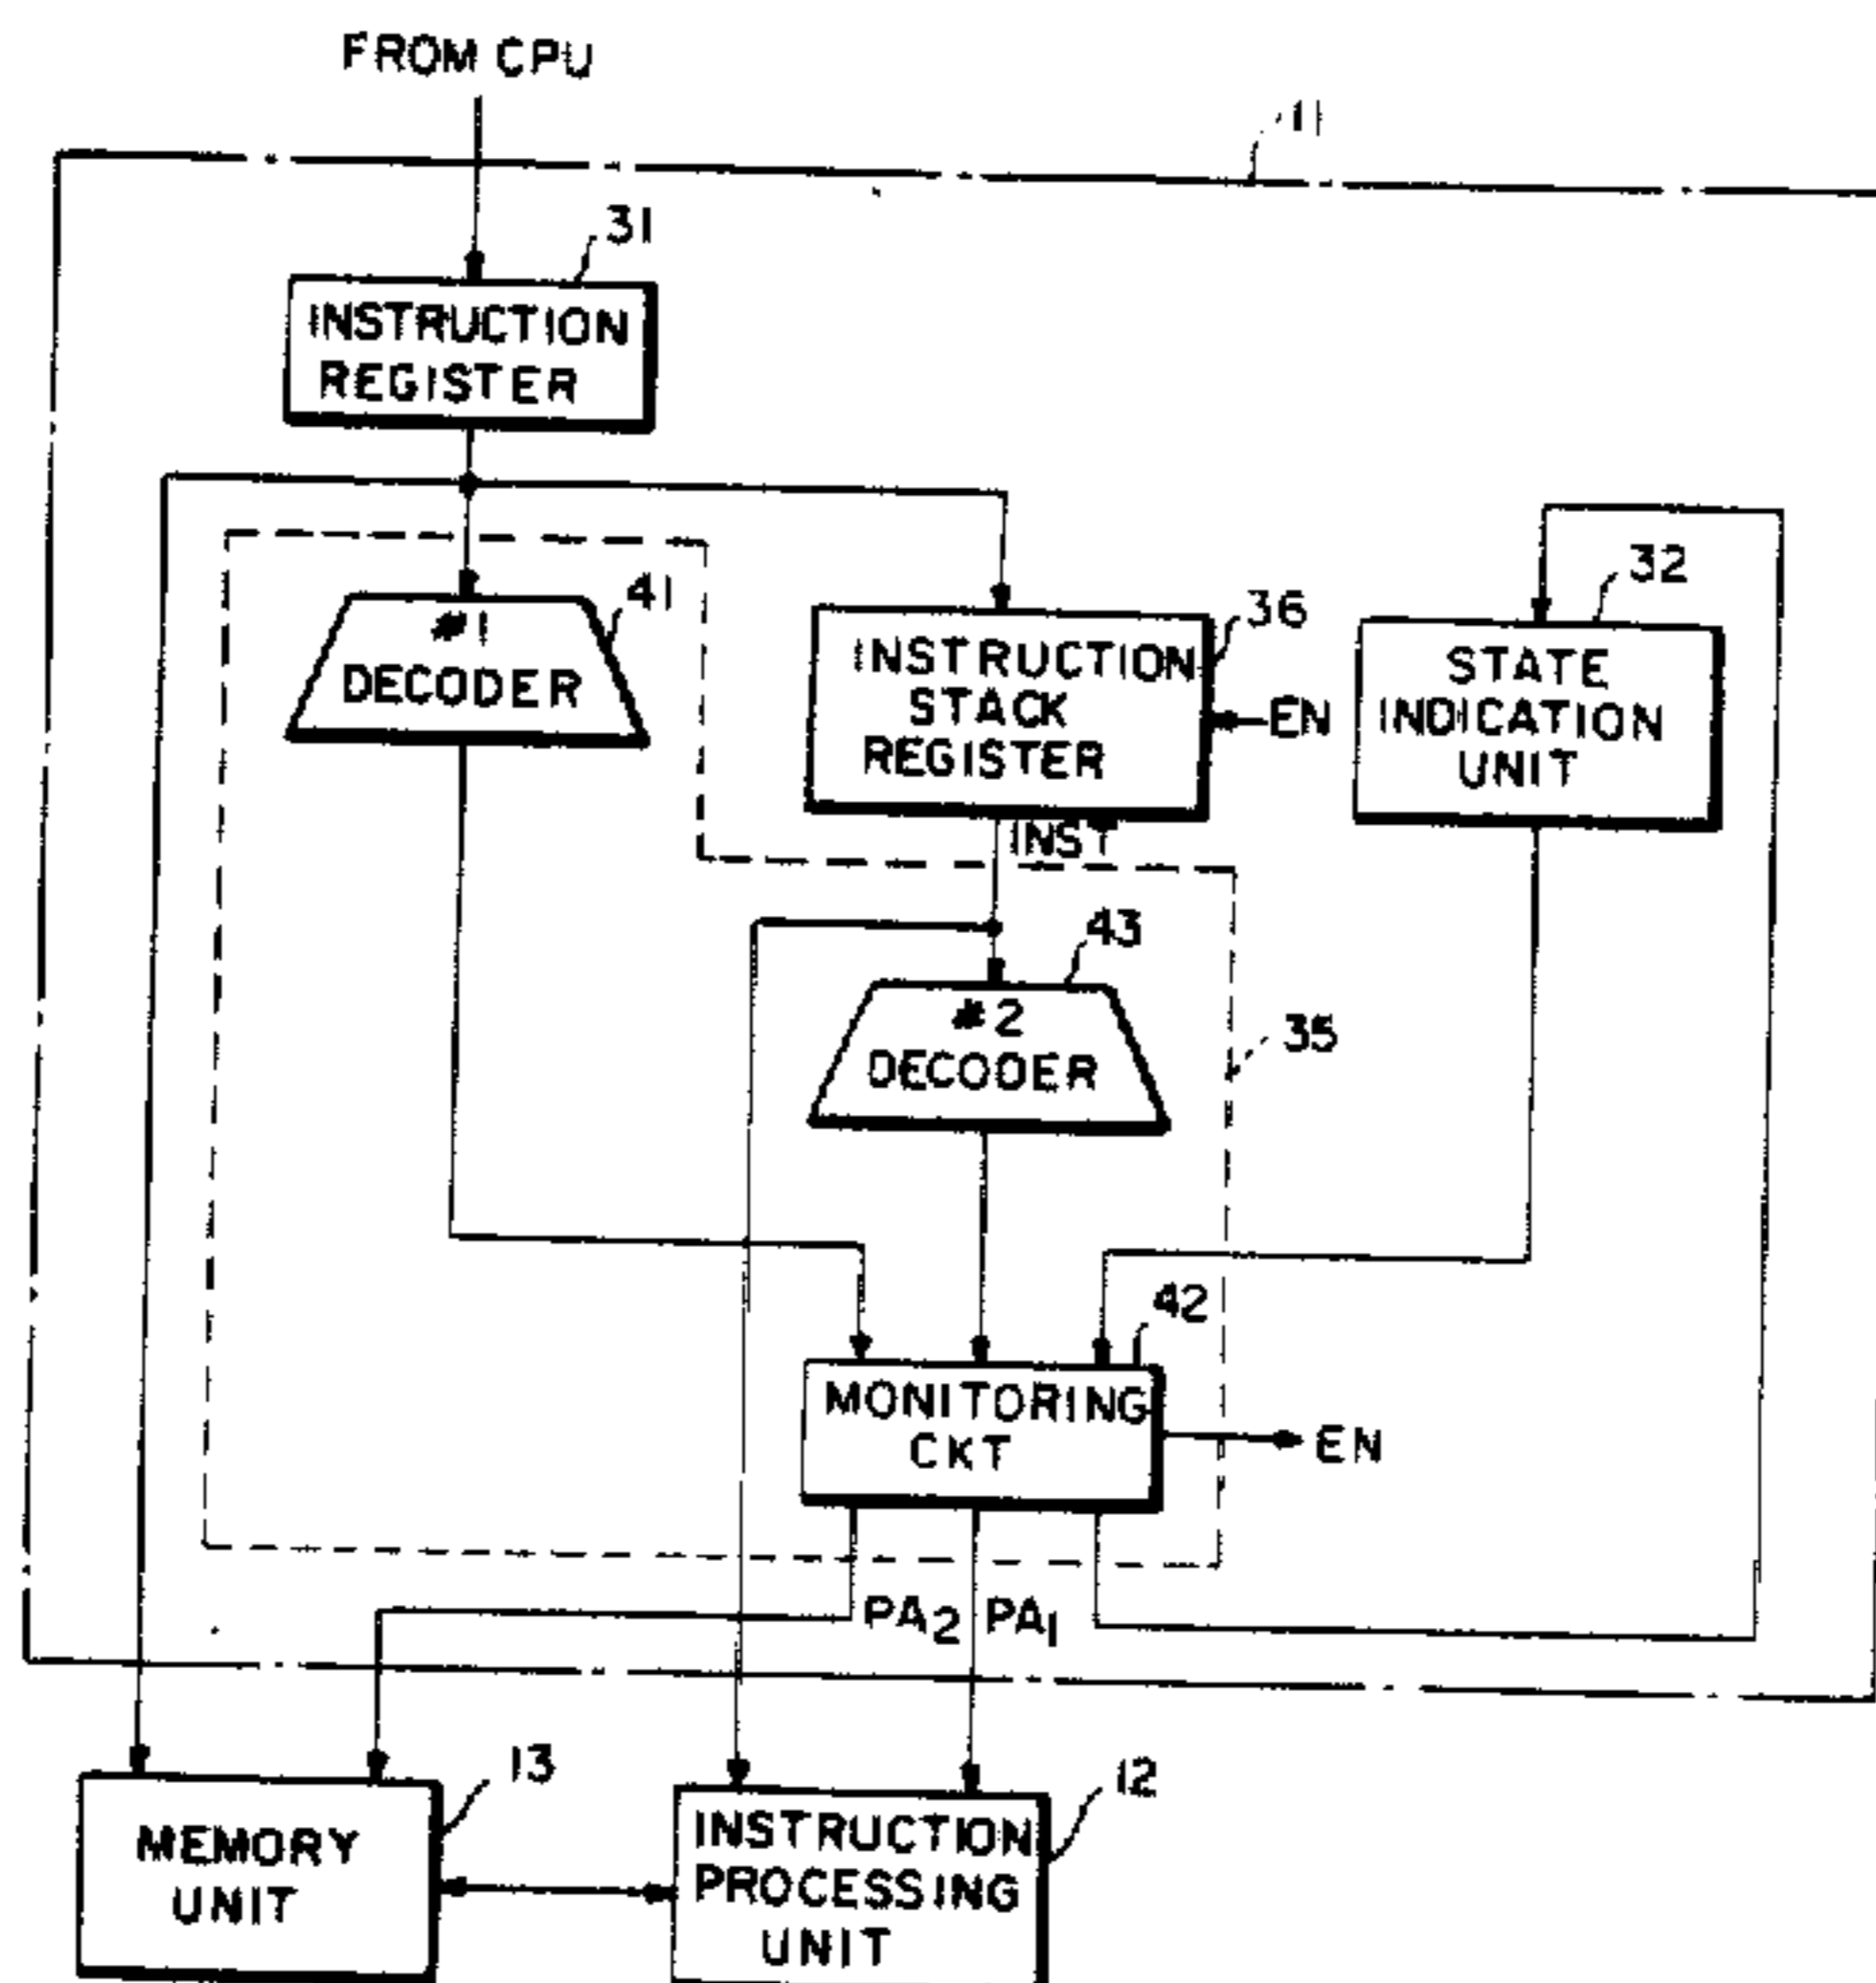 FROM CPU
11
31
INSTRUCTION
REGISTER
#1
DECODER
41
INSTRUCTION
STACK
REGISTER
36
EN
INST
STATE
INDICATION
UNIT
32
#2
DECODER
43
35
MONITORING
CKT
42
EN
PA2
PA1
MEMORY
UNIT
13
INSTRUCTION
PROCESSING
UNIT
12